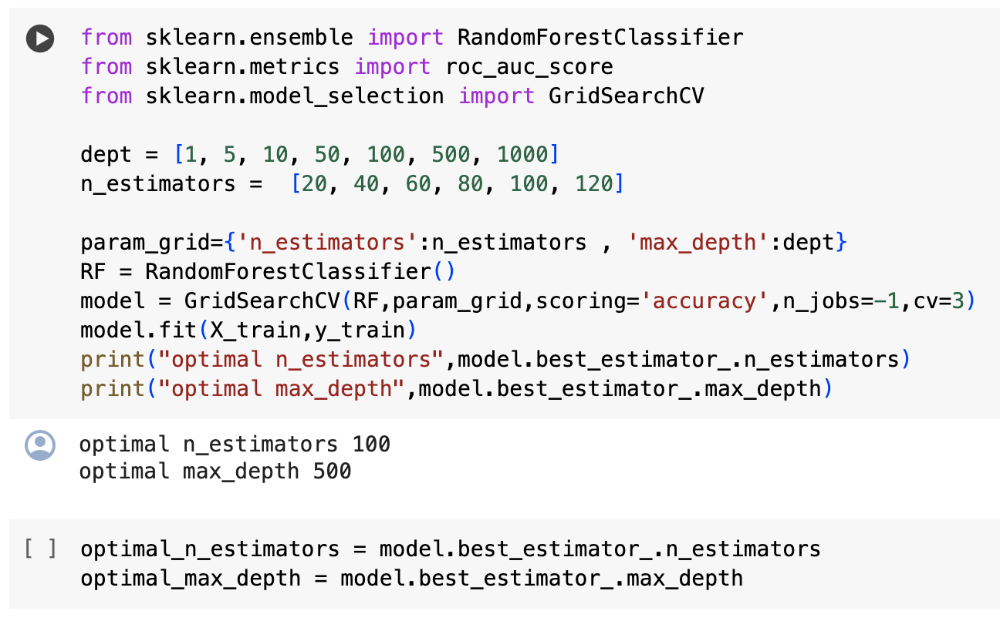 from sklearn.ensemble import RandomForestClassifier
from sklearn.metrics import roc_auc_score
from sklearn.model_selection import GridSearchCV
dept = [1, 5, 10, 50, 100, 500, 1000]
n_estimators =  [20, 40, 60, 80, 100, 120]
param_grid={'n_estimators':n_estimators , 'max_depth':dept}
RF = RandomForestClassifier()
model = GridSearchCV(RF,param_grid,scoring='accuracy',n_jobs=-1,cv=3)
model.fit(X_train,y_train)
print("optimal n_estimators",model.best_estimator_.n_estimators)
print("optimal max_depth",model.best_estimator_.max_depth)
optimal n_estimators 100
optimal max_depth 500
[ ] optimal_n_estimators = model.best_estimator_.n_estimators
optimal_max_depth = model.best_estimator_.max_depth